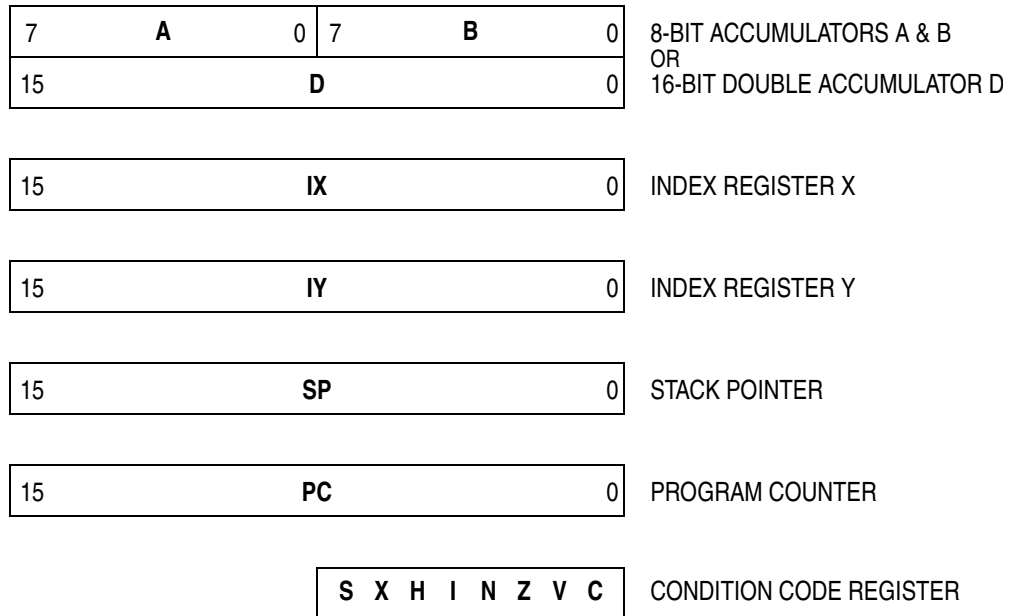 7 A 0 7 B 0 8-BIT ACCUMULATORS A & B
OR
15 D 0 16-BIT DOUBLE ACCUMULATOR D
15 IX 0 INDEX REGISTER X
15 IY 0 INDEX REGISTER Y
15 SP 0 STACK POINTER
15 PC 0 PROGRAM COUNTER
S X H I N Z V C CONDITION CODE REGISTER